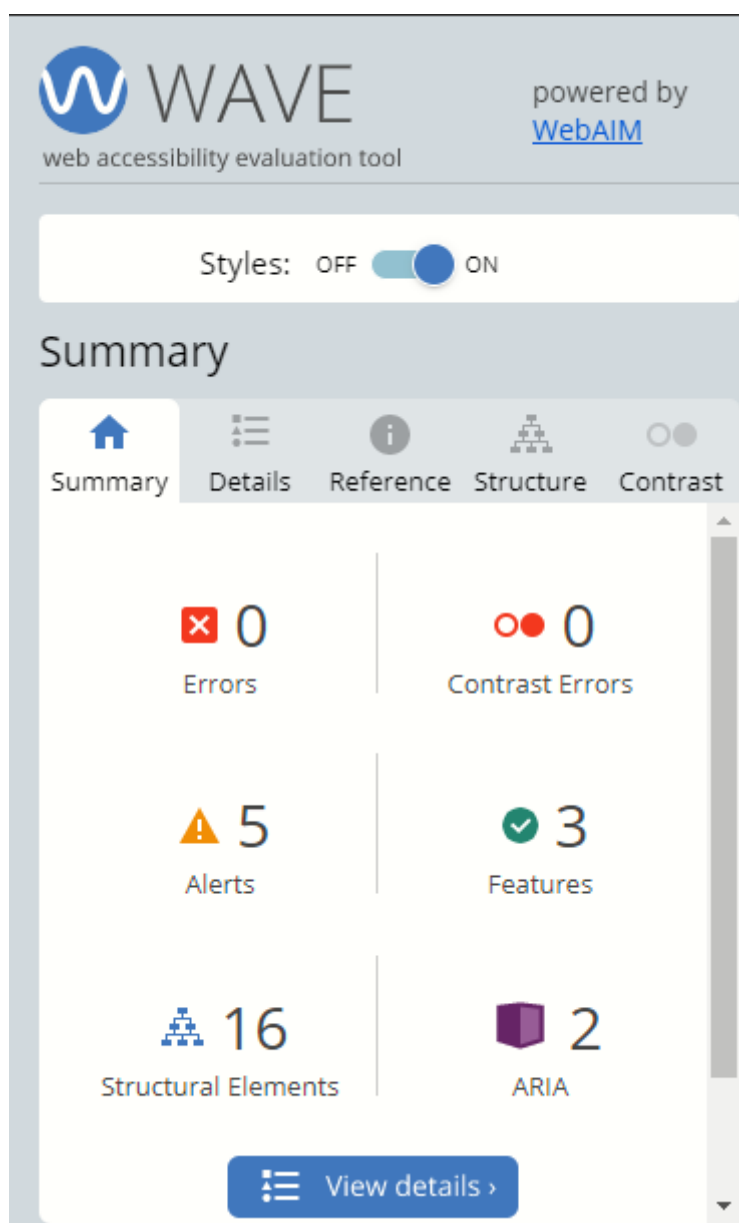 WAVE
powered by
WebAIM
web accessibility evaluation tool
Styles: OFF ON
Summary
Summary Details Reference Structure Contrast
0 0
Errors Contrast Errors
5 3
Alerts Features
16 2
Structural Elements ARIA
View details ›